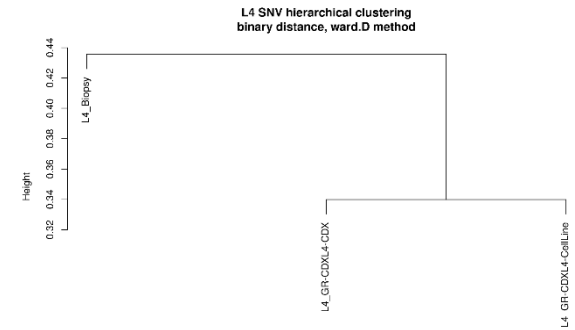 L4 SNV hierarchical clustering
binary distance, ward.D method
Height
0.44
0.42
0.40
0.38
0.36
0.34
0.32
L4_Biopsy
L4_GR-CDXL4-CDX
L4_GR-CDXL4-CellLine